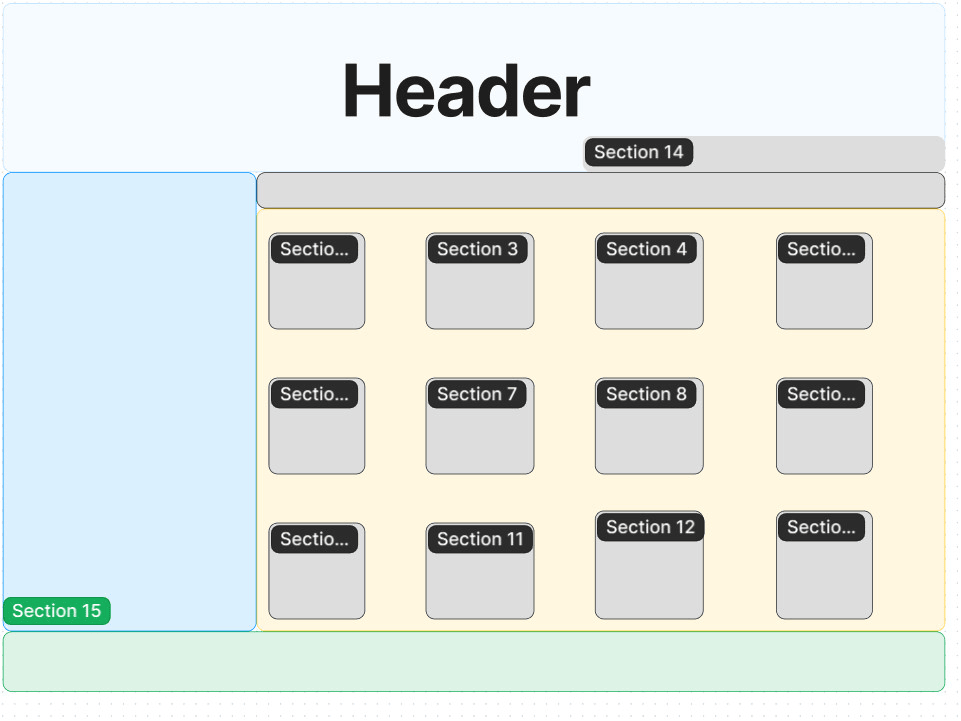 Header
Section 14
Sectio...
Section 3
Section 4
Sectio...
Sectio...
Section 7
Section 8
Sectio...
Sectio...
Section 11
Section 12
Sectio...
Section 15